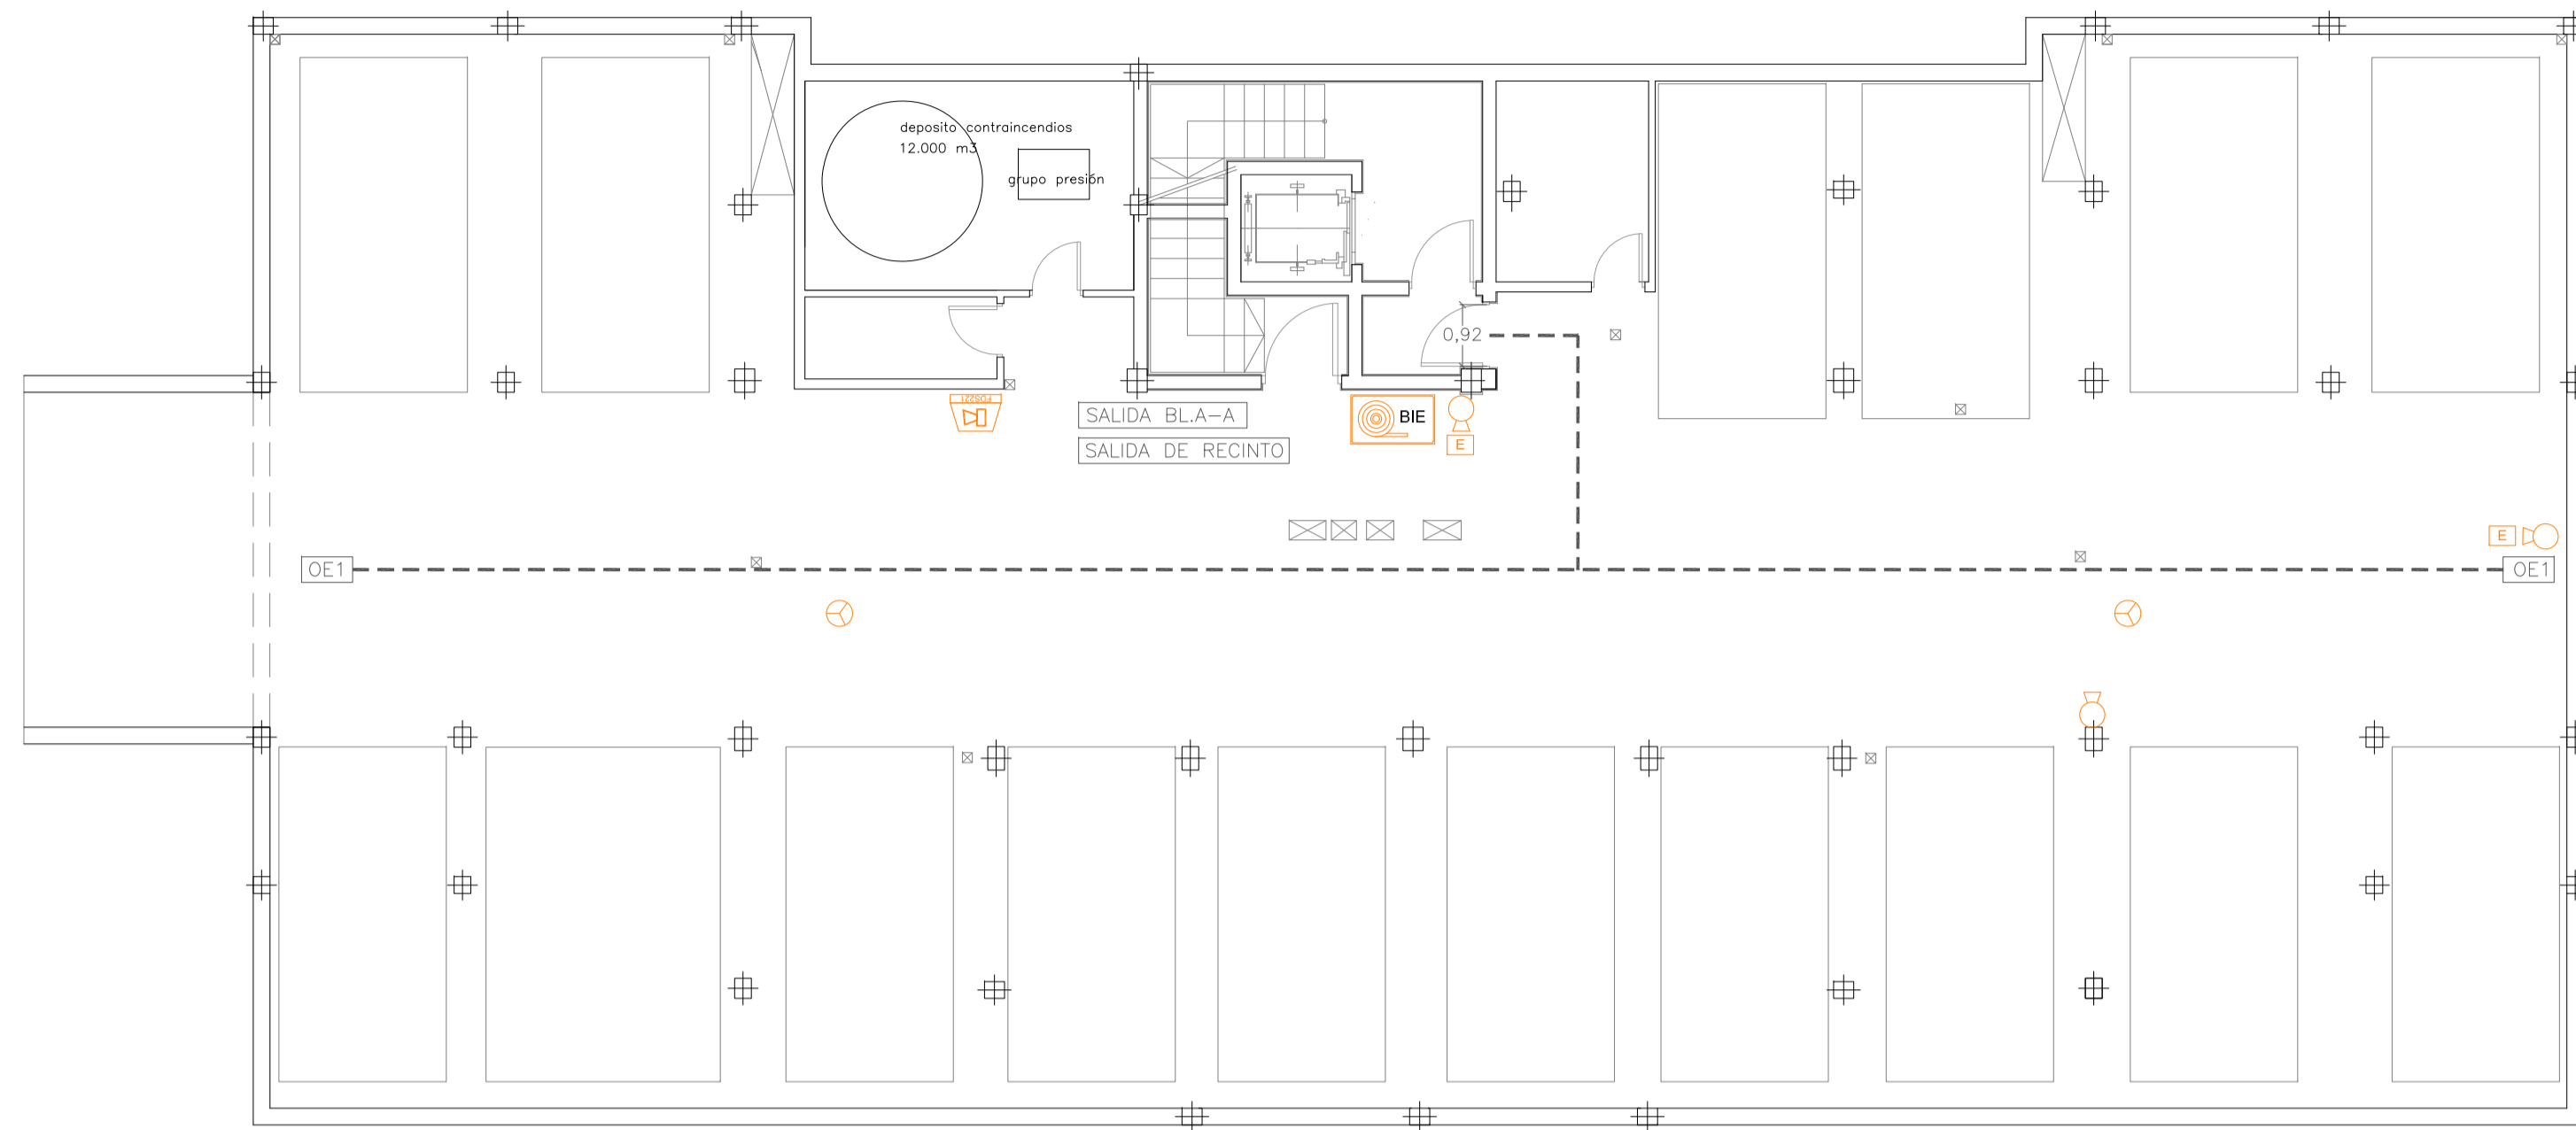 deposito contraincendios
12.000 m3
grupo presión
0,92
SALIDA BL.A-A
BIE
E
SALIDA DE RECINTO
E
OE1
OE1